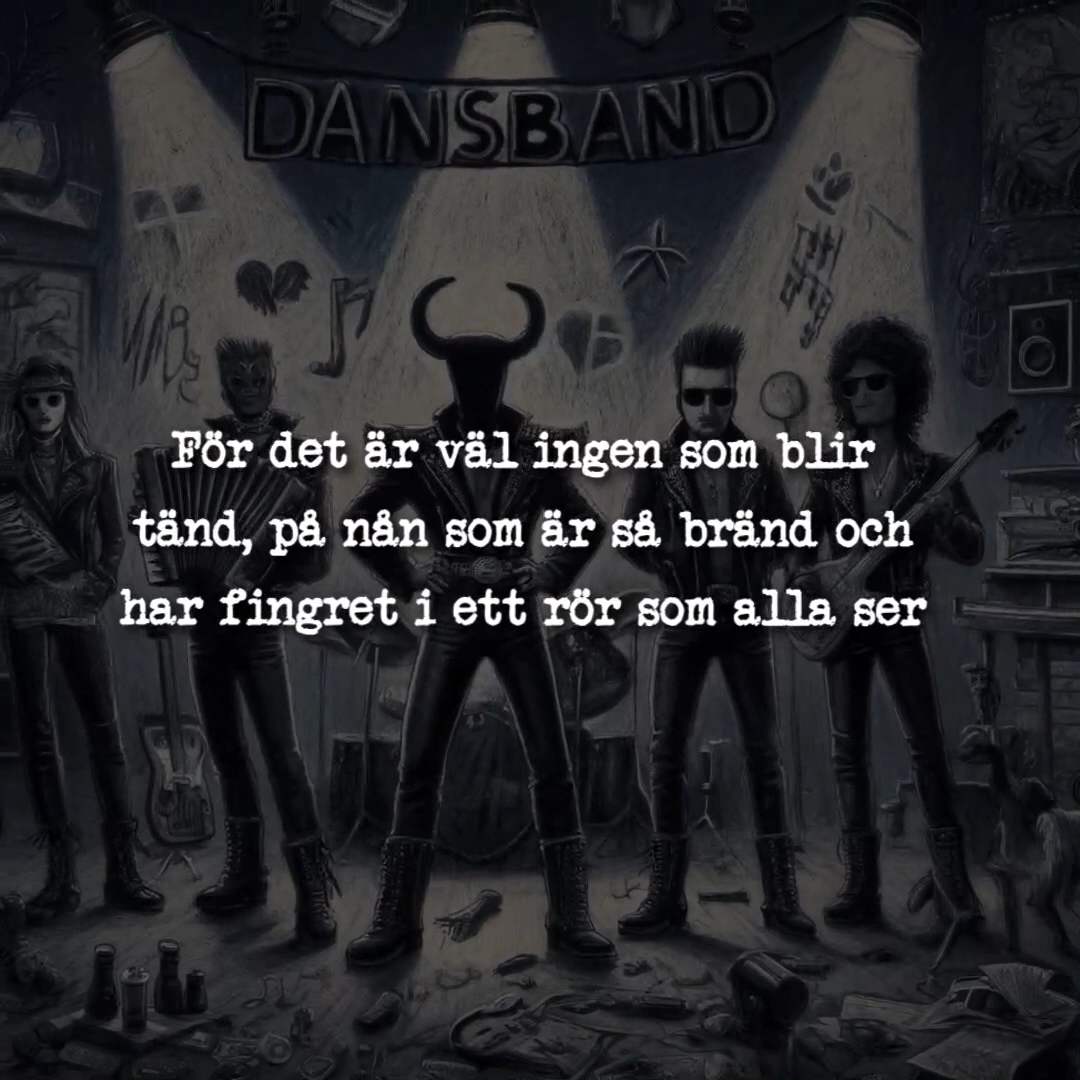 DANSBAND
För det är väl ingen som blir
tänd, på nån som är så bränd och
har fingret i ett rör som alla ser